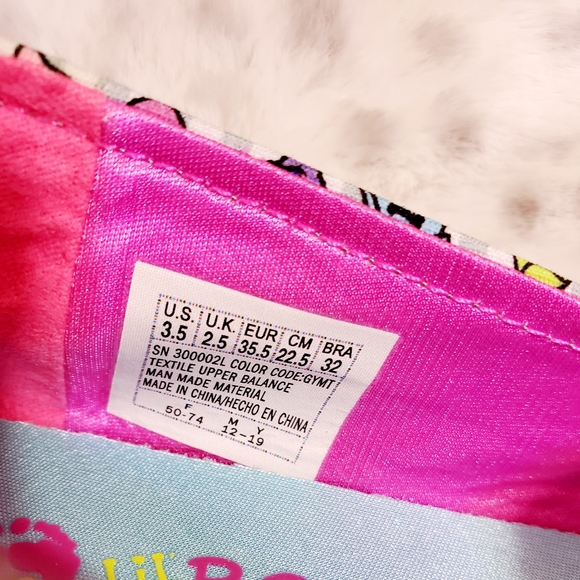 U.S. U.K. EUR CM BRA
3.5 2.5 35.5 22.5 32
SN 300002L COLOR CODE:GYMT
TEXTILE UPPER BALANCE
MAN MADE MATERIAL
MADE IN CHINA/HECHO EN CHINA
F M Y
50-74 12-19
lil'